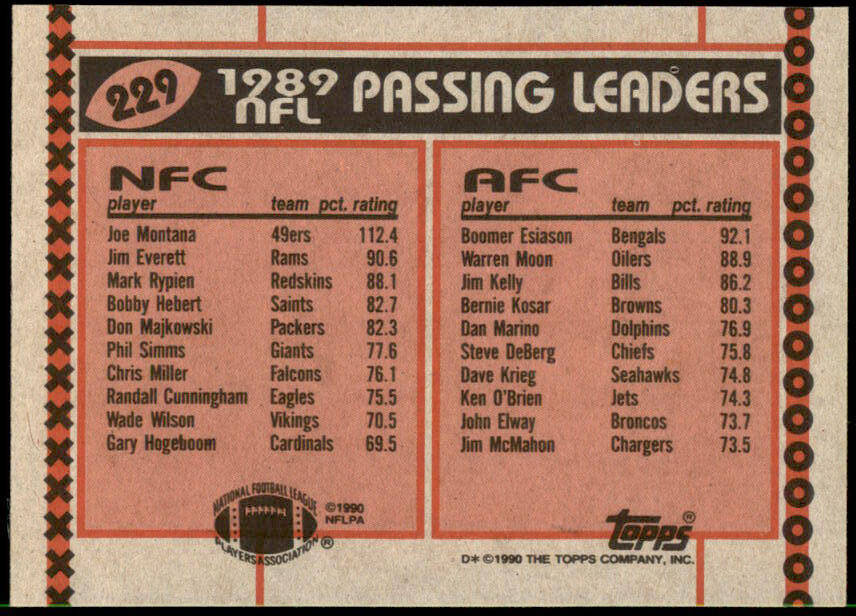 229 1989 NFL PASSING LEADERS
NFC
player team pct. rating
Joe Montana 49ers 112.4
Jim Everett Rams 90.6
Mark Rypien Redskins 88.1
Bobby Hebert Saints 82.7
Don Majkowski Packers 82.3
Phil Simms Giants 77.6
Chris Miller Falcons 76.1
Randall Cunningham Eagles 75.5
Wade Wilson Vikings 70.5
Gary Hogeboom Cardinals 69.5
NATIONAL FOOTBALL LEAGUE
PLAYERS ASSOCIATION ®
©1990
NFLPA
AFC
player team pct. rating
Boomer Esiason Bengals 92.1
Warren Moon Oilers 88.9
Jim Kelly Bills 86.2
Bernie Kosar Browns 80.3
Dan Marino Dolphins 76.9
Steve DeBerg Chiefs 75.8
Dave Krieg Seahawks 74.8
Ken O'Brien Jets 74.3
John Elway Broncos 73.7
Jim McMahon Chargers 73.5
Topps®
D* ©1990 THE TOPPS COMPANY, INC.